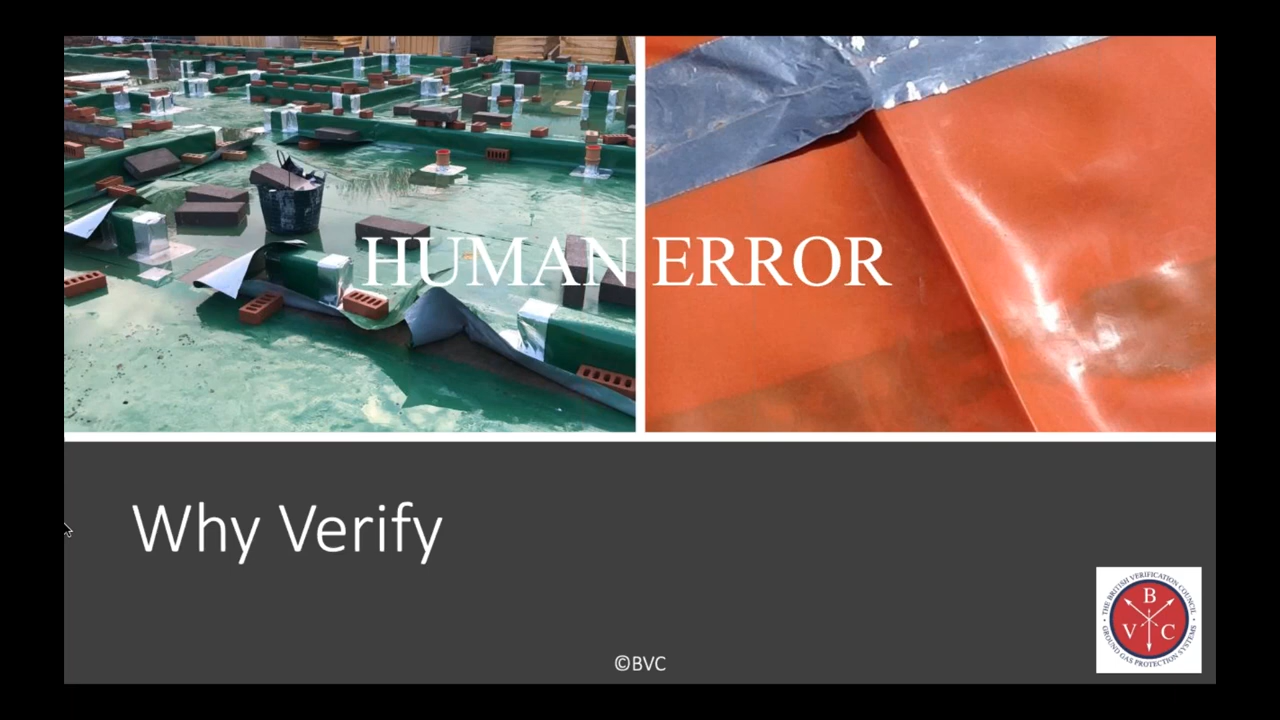 HUMAN ERROR
Why Verify
©BVC
THE BRITISH VERIFICATION COUNCIL
B
V C
GROUND GAS PROTECTION SYSTEMS